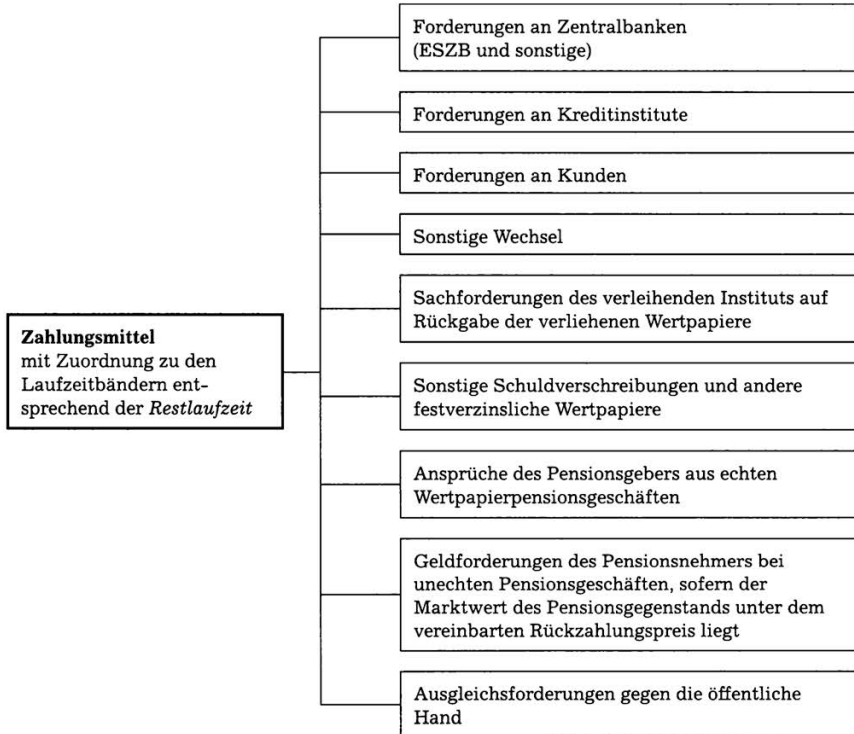 Forderungen an Zentralbanken
(ESZB und sonstige)
Forderungen an Kreditinstitute
Forderungen an Kunden
Sonstige Wechsel
Sachforderungen des verleihenden Instituts auf
Rückgabe der verliehenen Wertpapiere
Zahlungsmittel
mit Zuordnung zu den
Laufzeitbändern ent-
sprechend der Restlaufzeit
Sonstige Schuldverschreibungen und andere
festverzinsliche Wertpapiere
Ansprüche des Pensionsgebers aus echten
Wertpapierpensionsgeschäften
Geldforderungen des Pensionsnehmers bei
unechten Pensionsgeschäften, sofern der
Marktwert des Pensionsgegenstands unter dem
vereinbarten Rückzahlungspreis liegt
Ausgleichsforderungen gegen die öffentliche
Hand